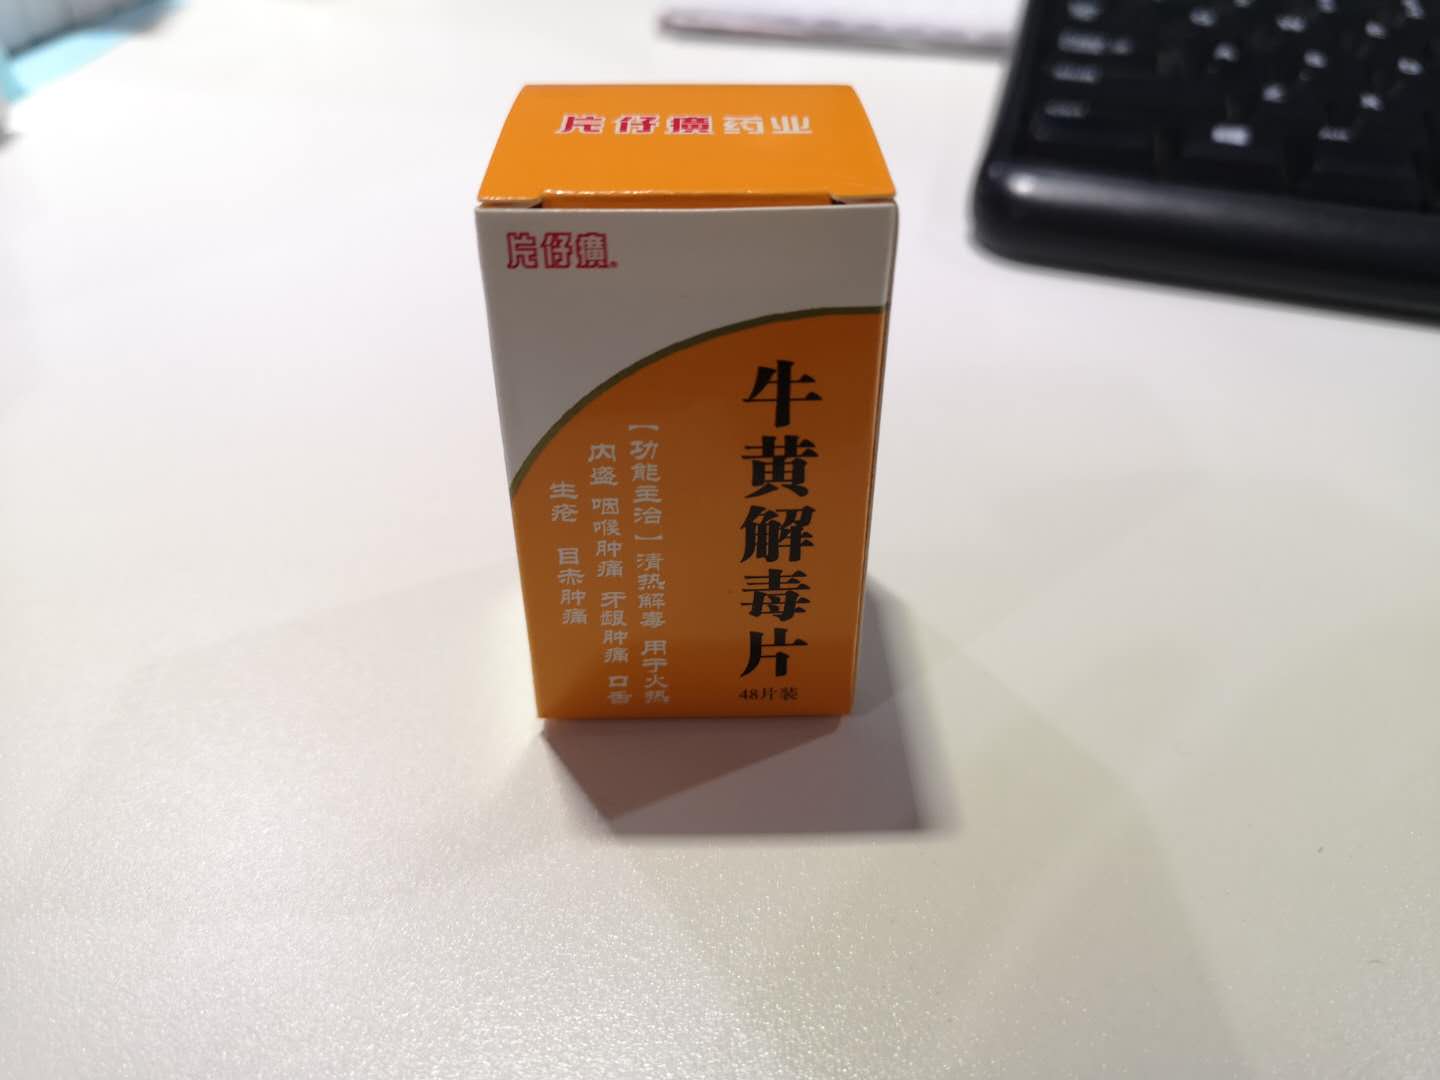 片仔癀药业
片仔癀®
牛黄解毒片
48片装
【功能主治】清热解毒 用于火热
内盛 咽喉肿痛 牙龈肿痛 口舌
生疮 目赤肿痛